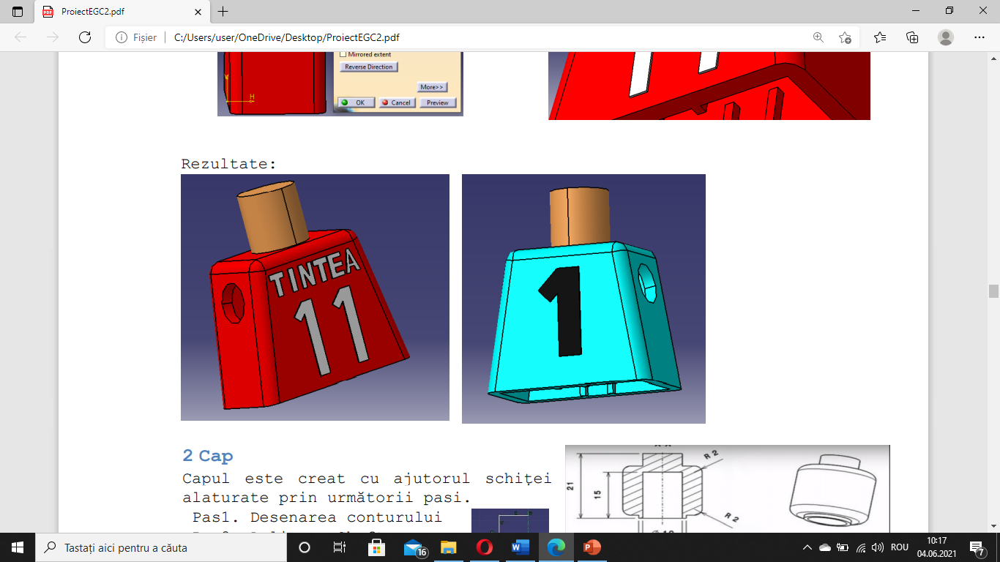 ProiectEGC2.pdf
Fișier
C:/Users/user/OneDrive/Desktop/ProiectEGC2.pdf
Mirrored extent
Reverse Direction
More>>
OK
Cancel
Preview
H
Rezultate:
TINTEA
11
1
2 Cap
Capul este creat cu ajutorul schiței
alaturate prin următorii pasi.
Pas1. Desenarea conturului
R 2
21
15
R 2
Tastați aici pentru a căuta
16
ROU
10:17
04.06.2021
7